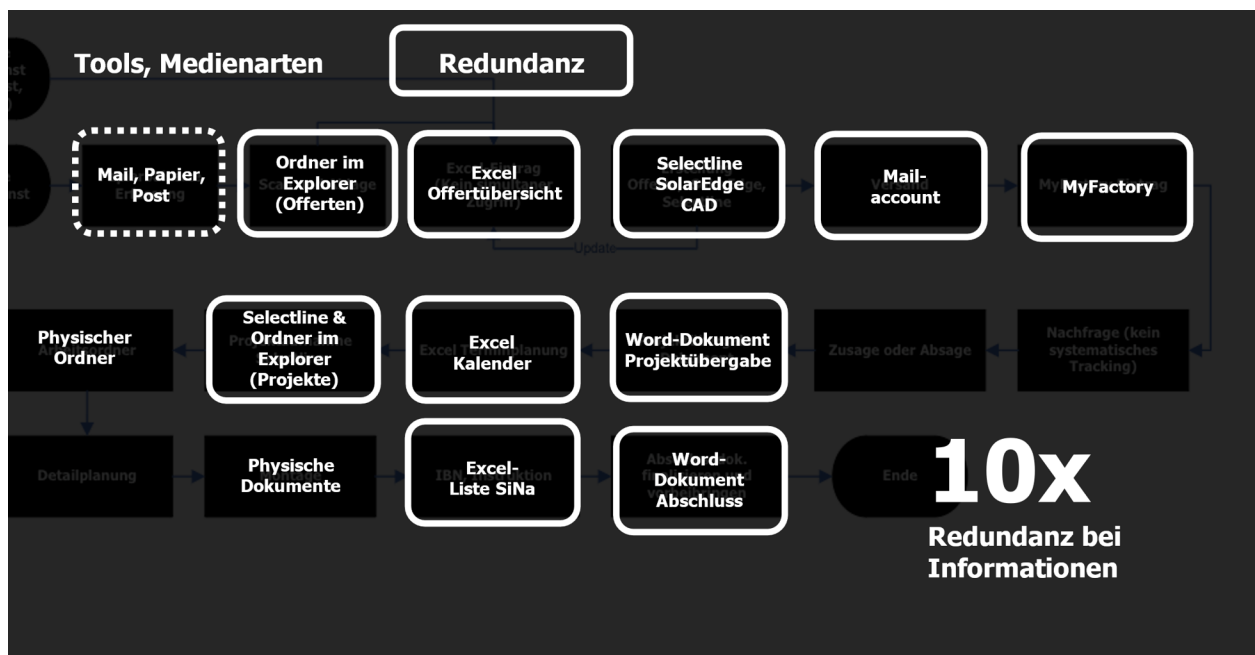 Tools, Medienarten
Redundanz
Mail, Papier,
Post
Ordner im
Explorer
(Offerten)
Excel
Offertübersicht
Selectline
SolarEdge
CAD
Mail-
account
MyFactory
Update
Physischer
Ordner
Selectline &
Ordner im
Explorer
(Projekte)
Excel
Kalender
Word-Dokument
Projektübergabe
Zusage oder Absage
Nachfrage (kein
systematisches
Tracking)
Detailplanung
Physische
Dokumente
Excel-
Liste SiNa
Word-
Dokument
Abschluss
Ende
10x
Redundanz bei
Informationen